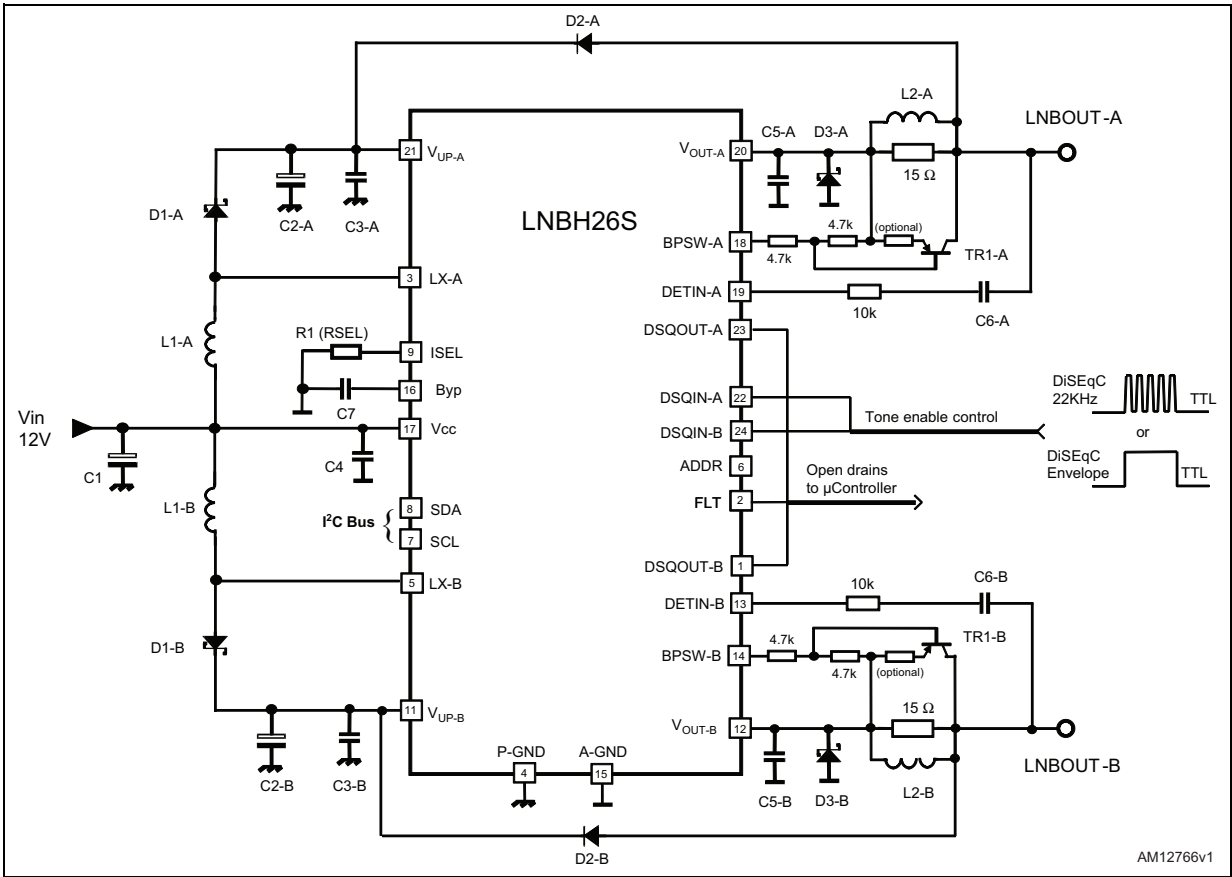 D2-A
L2-A
LNBOUT-A
C5-A
D3-A
21
VUP-A
VOUT-A
20
15 Ω
D1-A
C2-A
C3-A
LNBH26S
4.7k
(optional)
BPSW-A
18
4.7k
TR1-A
3
LX-A
DETIN-A
19
10k
C6-A
DSQOUT-A
23
L1-A
R1 (RSEL)
9
ISEL
16
Byp
C7
DSQIN-A
22
DiSEqC
22KHz
TTL
Vin
12V
17
Vcc
DSQIN-B
24
Tone enable control
or
C1
C4
ADDR
6
DiSEqC
Envelope
TTL
L1-B
Open drains
to µController
FLT
2
I²C Bus
8
SDA
7
SCL
DSQOUT-B
1
5
LX-B
10k
C6-B
DETIN-B
13
D1-B
4.7k
TR1-B
BPSW-B
14
4.7k
(optional)
11
VUP-B
15 Ω
VOUT-B
12
P-GND
A-GND
4
15
LNBOUT-B
C2-B
C3-B
C5-B
D3-B
L2-B
D2-B
AM12766v1